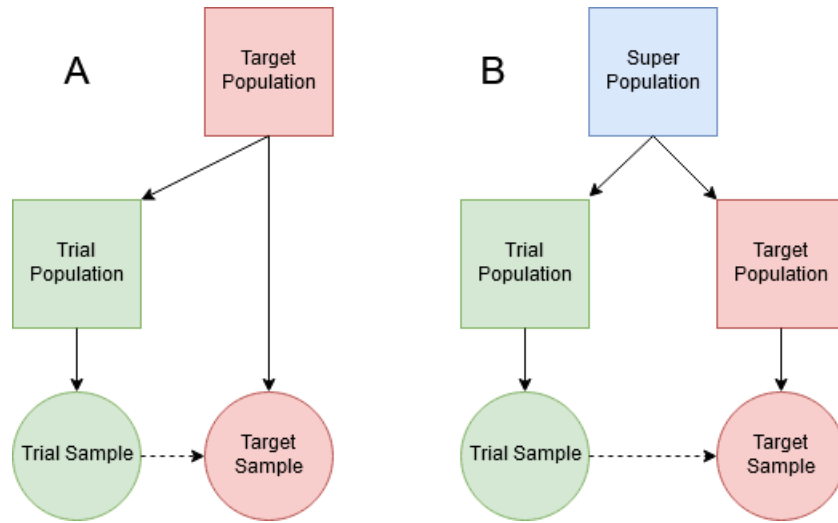 A
Target
Population
Trial
Population
Trial Sample
Target
Sample
B
Super
Population
Trial
Population
Target
Population
Trial Sample
Target
Sample